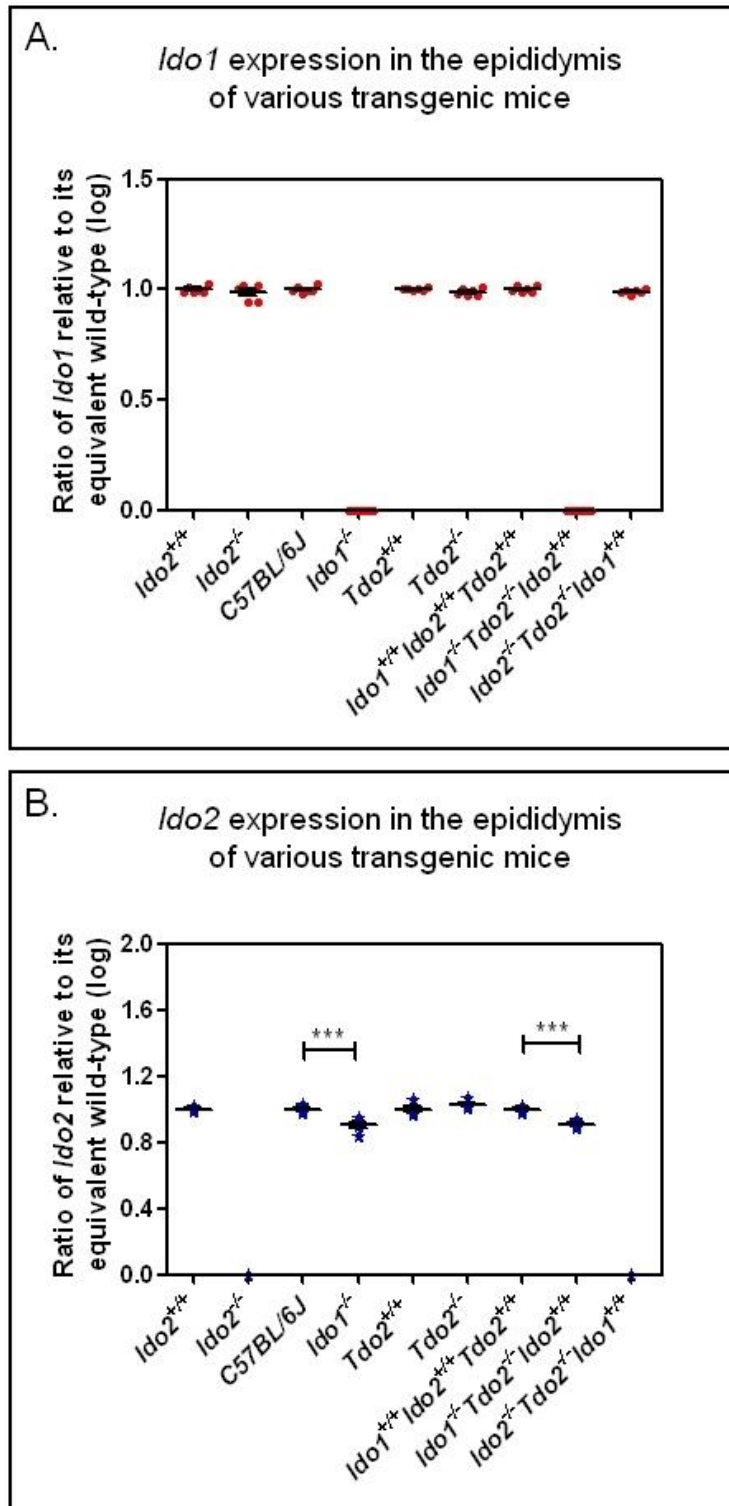 A.
Ido1 expression in the epididymis
of various transgenic mice
Ratio of Ido1 relative to its
equivalent wild-type (log)
1.5
1.0
0.5
0.0
Ido2+/+
Ido2-/-
C57BL/6J
Ido1-/-
Tdo2+/+
Tdo2-/-
Ido1+/+Ido2+/+Tdo2+/+
Ido1-/-Tdo2-/-Ido2+/+
Ido2-/-Tdo2-/-Ido1+/+
B.
Ido2 expression in the epididymis
of various transgenic mice
Ratio of Ido2 relative to its
equivalent wild-type (log)
2.0
1.6
1.2
0.8
0.4
0.0
***
***
Ido2+/+
Ido2-/-
C57BL/6J
Ido1-/-
Tdo2+/+
Tdo2-/-
Ido1+/+Ido2+/+Tdo2+/+
Ido1-/-Tdo2-/-Ido2+/+
Ido2-/-Tdo2-/-Ido1+/+